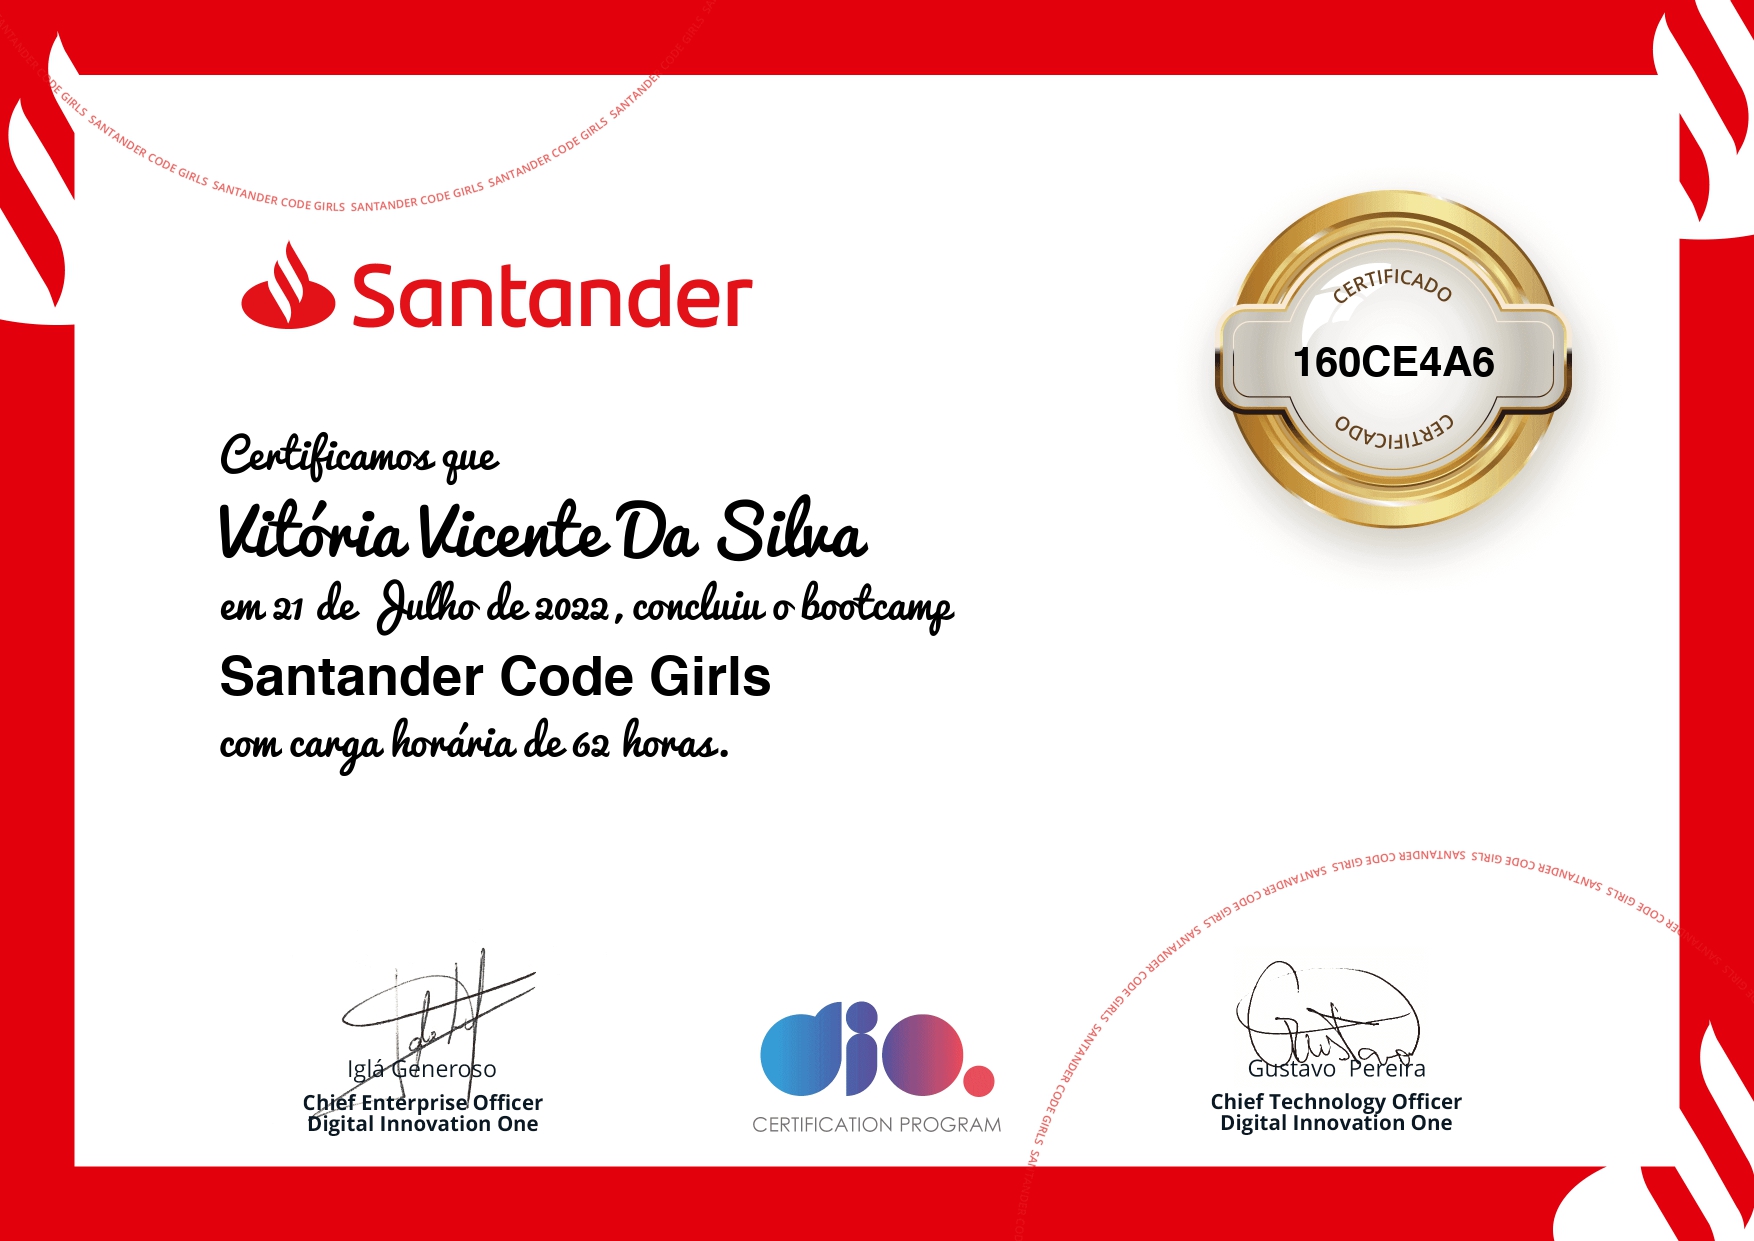 SANTANDER CODE GIRLS SANTANDER CODE GIRLS SANTANDER CODE GIRLS SANTANDER CODE GIRLS SANTANDER CODE GIRLS SANTANDER CODE GIRLS
Santander
CERTIFICADO
160CE4A6
CERTIFICADO
Certificamos que
Vitória Vicente Da Silva
em 21 de Julho de 2022, concluiu o bootcamp
Santander Code Girls
com carga horária de 62 horas.
SANTANDER CODE GIRLS SANTANDER CODE GIRLS SANTANDER CODE GIRLS SANTANDER CODE GIRLS SANTANDER CODE GIRLS SANTANDER CODE GIRLS
Iglá Generoso
Chief Enterprise Officer
Digital Innovation One
dio.
CERTIFICATION PROGRAM
Gustavo
Gustavo Pereira
Chief Technology Officer
Digital Innovation One